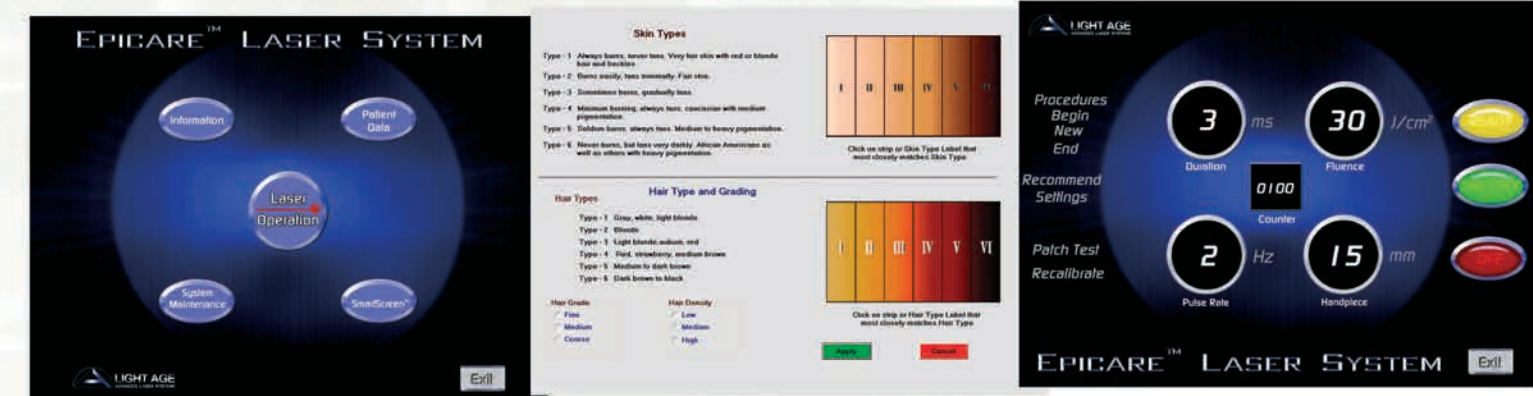 EPICARE™ LASER SYSTEM
Information
Patient
Data
Laser
Operation
System
Maintenance
SmartScreen™
LIGHT AGE
ADVANCED LASER SYSTEMS
Exit
Skin Types
Type - 1 Always burns, never tans. Very fair skin with red or blonde
hair and freckles
Type - 2 Burns easily, tans minimally. Fair skin.
Type - 3 Sometimes burns, gradually tans.
Type - 4 Minimum burning, always tans, caucasian with medium
pigmentation.
Type - 5 Seldom burns, always tans. Medium to heavy pigmentation.
Type - 6 Never burns, but tans very darkly. African Americans as
well as others with heavy pigmentation
I II III IV V VI
Click on strip or Skin Type Label that
most closely matches Skin Type
Hair Type and Grading
Hair Types
Type - 1 Gray, white, light blonde
Type - 2 Blonde
Type - 3 Light blonde, auburn, red
Type - 4 Red, strawberry, medium brown
Type - 5 Medium to dark brown
Type - 6 Dark brown to black
Hair Grade
Fine
Medium
Coarse
Hair Density
Low
Medium
High
I II III IV V VI
Click on strip or Hair Type Label that
most closely matches Hair Type
Apply
Cancel
LIGHT AGE
ADVANCED LASER SYSTEMS
Procedures
Begin
New
End
Recommend
Settings
Patch Test
Recalibrate
3 ms
Duration
30 J/cm²
Fluence
0100
Counter
2 Hz
Pulse Rate
15 mm
Handpiece
OFF
EPICARE™ LASER SYSTEM
Exit